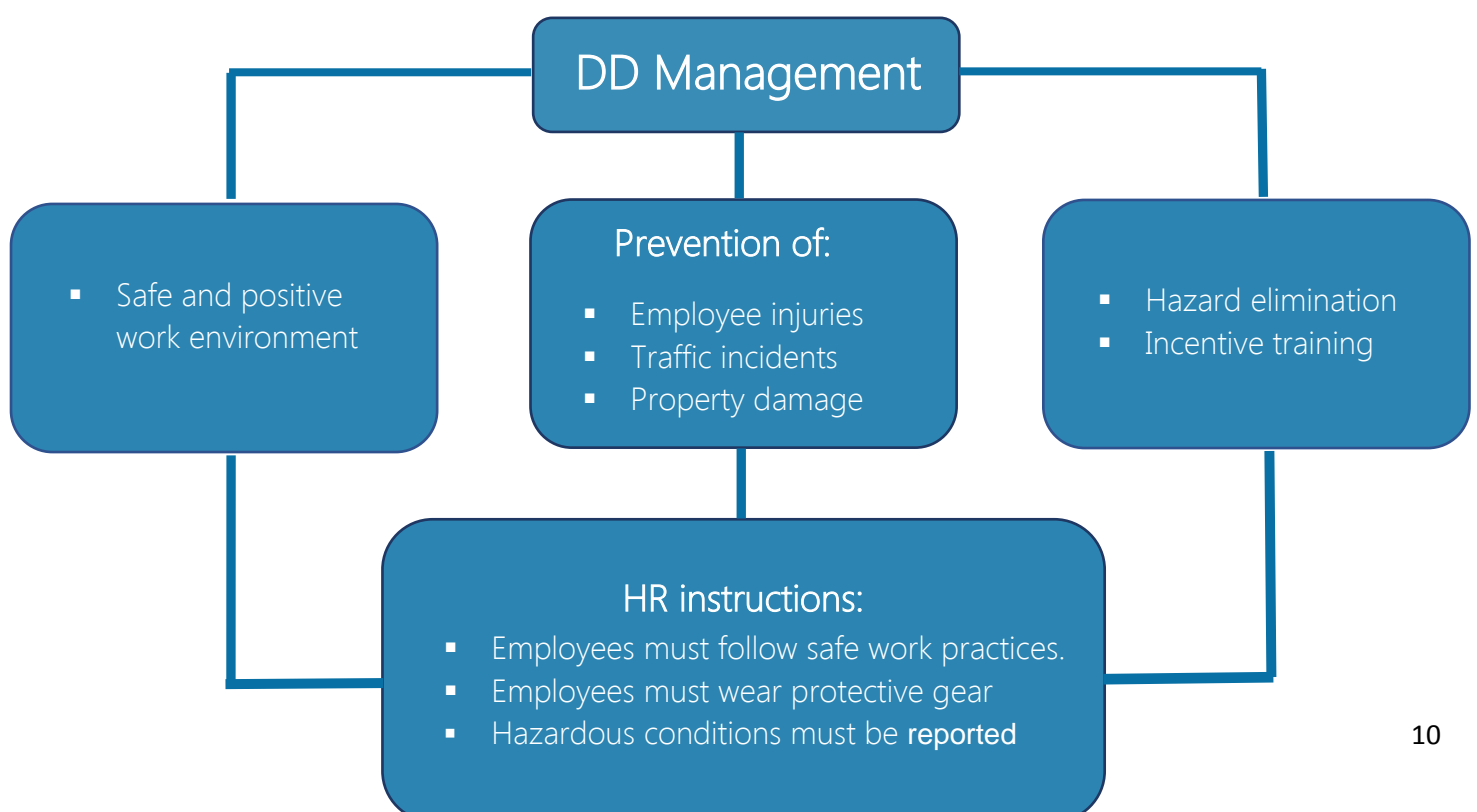 DD Management
▪ Safe and positive
work environment
Prevention of:
▪ Employee injuries
▪ Traffic incidents
▪ Property damage
▪ Hazard elimination
▪ Incentive training
HR instructions:
▪ Employees must follow safe work practices.
▪ Employees must wear protective gear
▪ Hazardous conditions must be reported
10